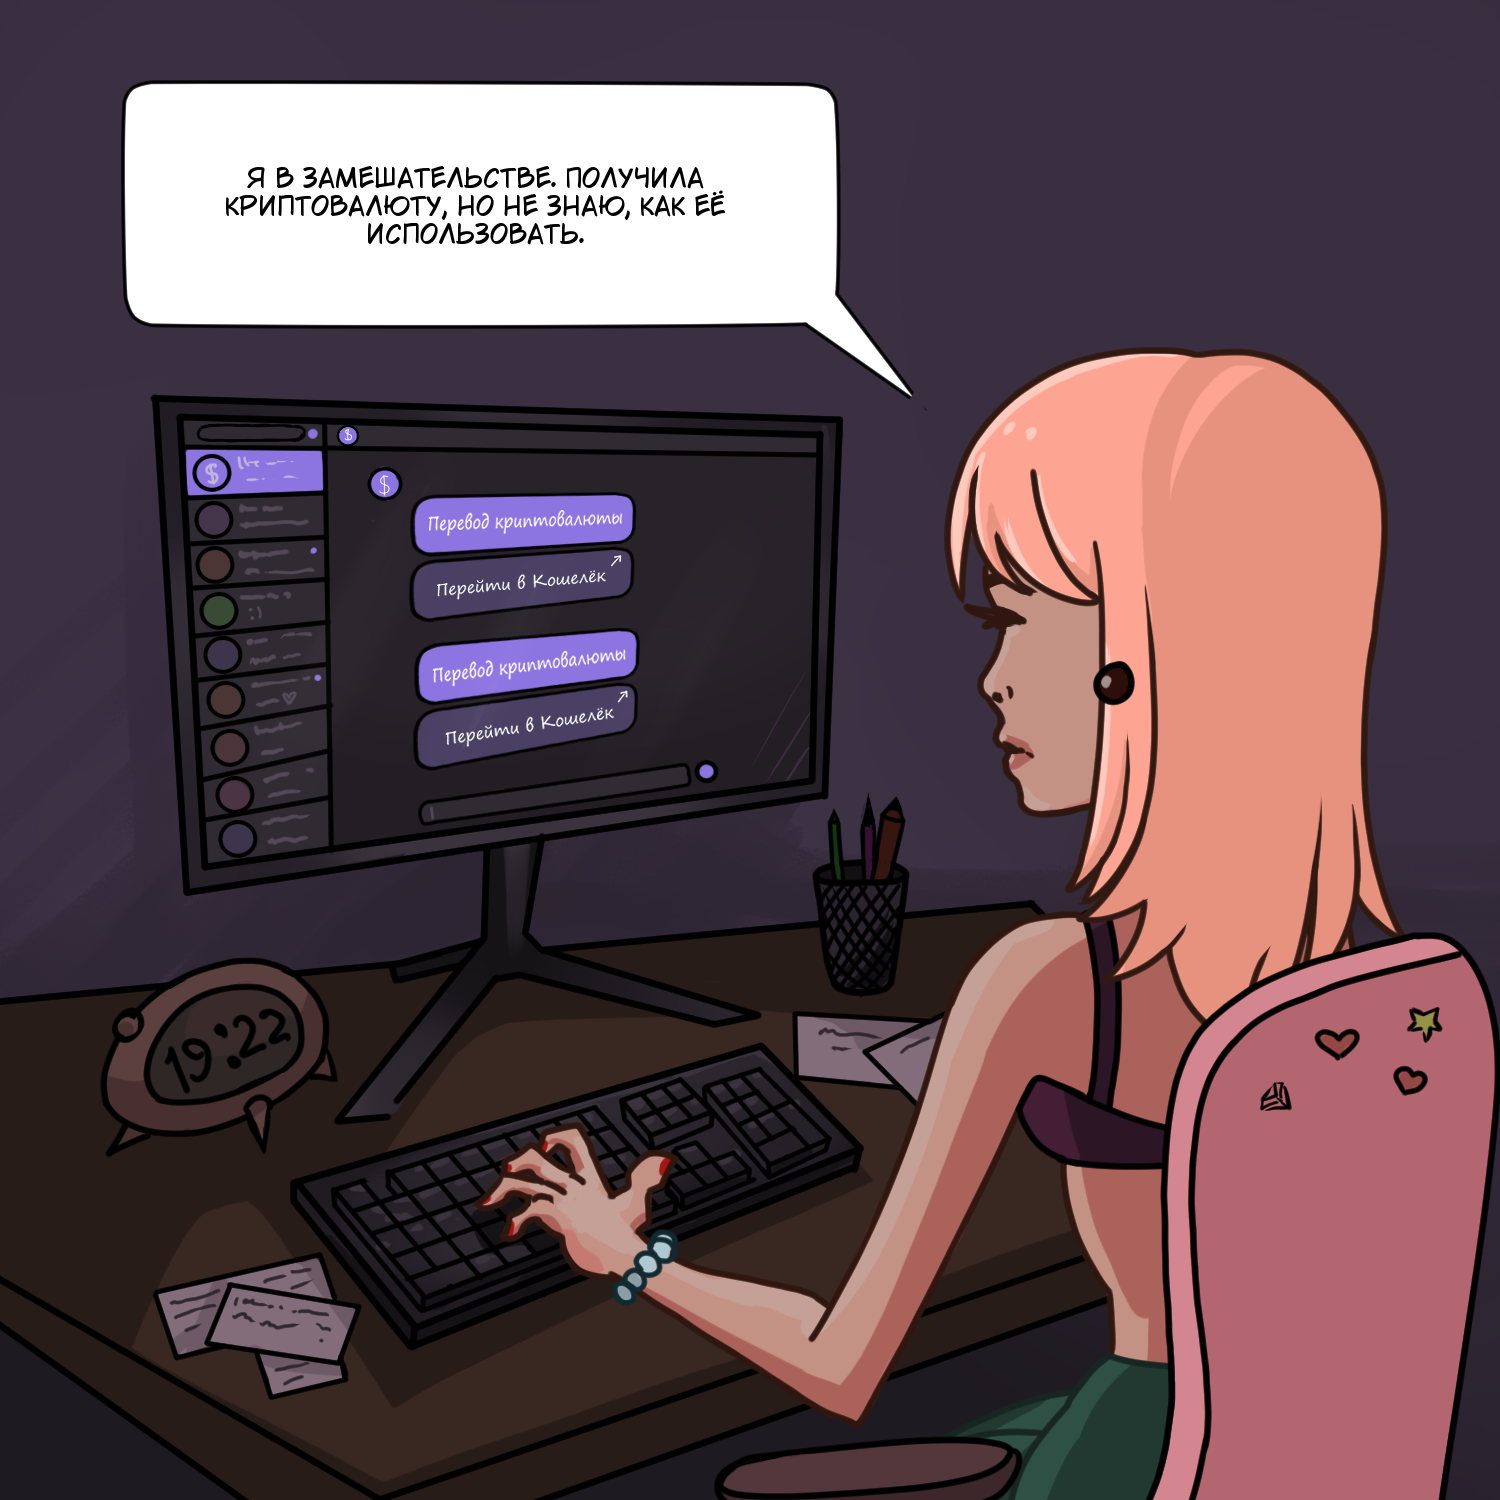 Я В ЗАМЕШАТЕЛЬСТВЕ. ПОЛУЧИЛА
КРИПТОВАЛЮТУ, НО НЕ ЗНАЮ, КАК ЕЁ
ИСПОЛЬЗОВАТЬ.
$
$
:)
$
Перевод криптовалюты
Перейти в Кошелёк
Перевод криптовалюты
Перейти в Кошелёк
19:22